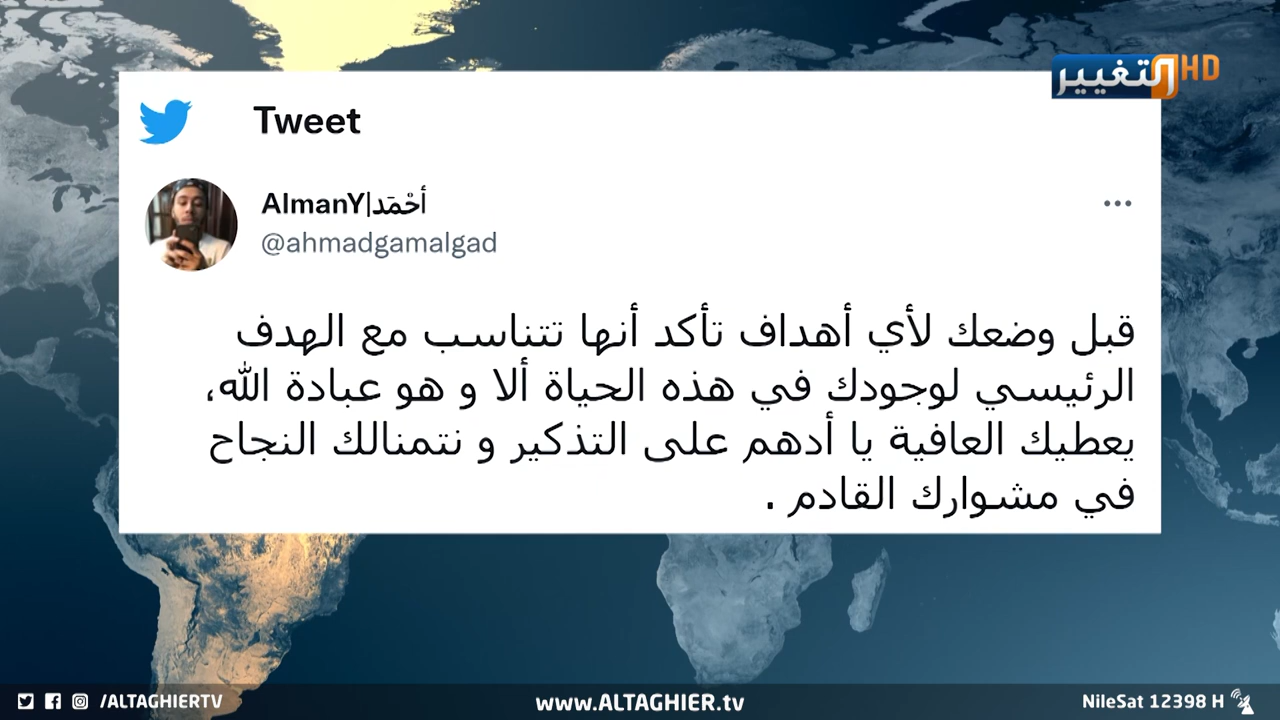 التغيير HD
Tweet
AlmanY|أحْمَد
@ahmadgamalgad
قبل وضعك لأي أهداف تأكد أنها تتناسب مع الهدف
الرئيسي لوجودك في هذه الحياة ألا و هو عبادة الله،
يعطيك العافية يا أدهم على التذكير و نتمنالك النجاح
في مشوارك القادم .
/ALTAGHIERTV
www.ALTAGHIER.tv
NileSat 12398 H